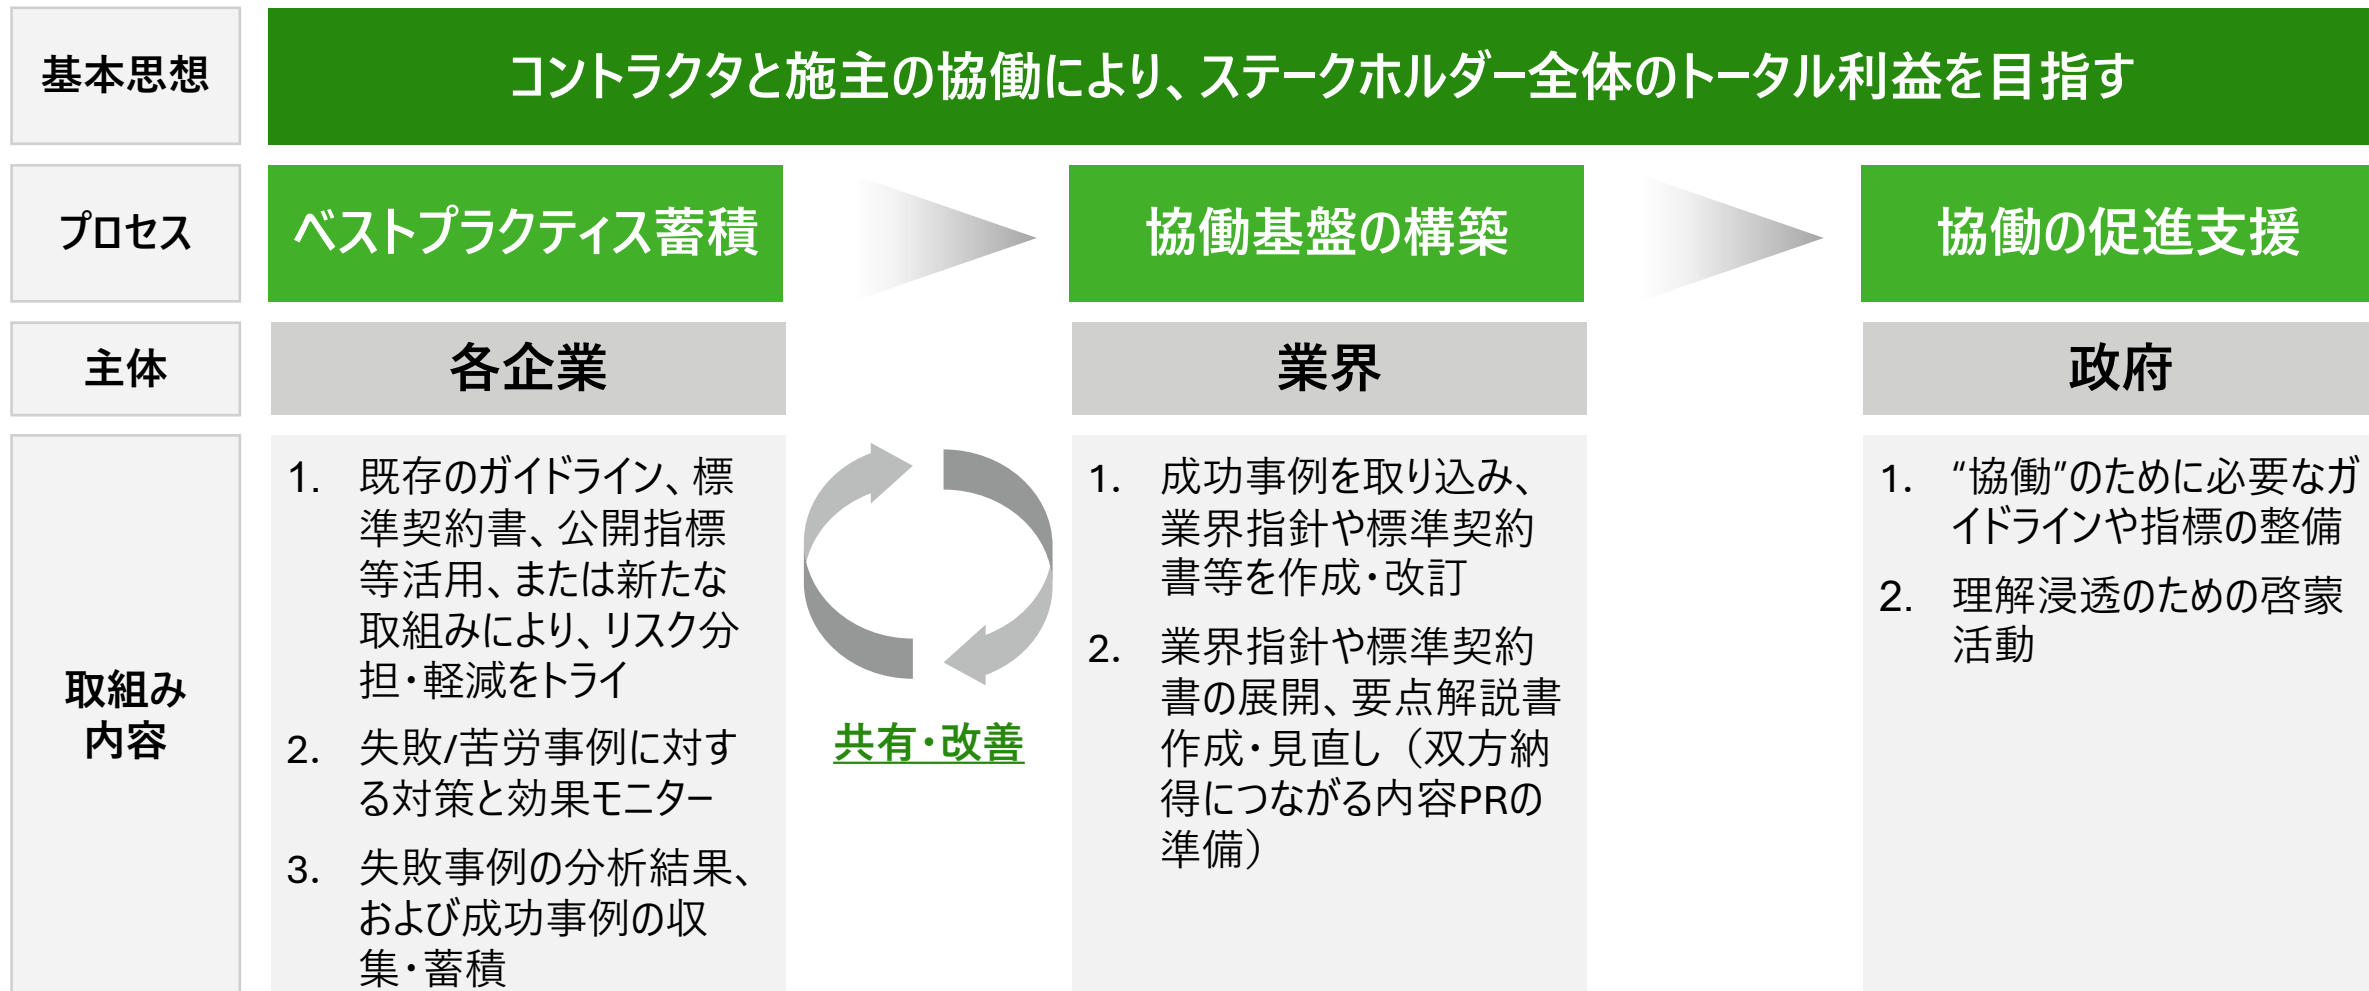 基本思想
コントラクタと施主の協働により、ステークホルダー全体のトータル利益を目指す
プロセス
ベストプラクティス蓄積
協働基盤の構築
協働の促進支援
主体
各企業
業界
政府
取組み
内容
1. 既存のガイドライン、標
準契約書、公開指標
等活用、または新たな
取組みにより、リスク分
担・軽減をトライ
2. 失敗/苦労事例に対す
る対策と効果モニター
3. 失敗事例の分析結果、
および成功事例の収
集・蓄積
共有・改善
1. 成功事例を取り込み、
業界指針や標準契約
書等を作成・改訂
2. 業界指針や標準契約
書の展開、要点解説書
作成・見直し（双方納
得につながる内容PRの
準備）
1. “協働”のために必要なガ
イドラインや指標の整備
2. 理解浸透のための啓蒙
活動